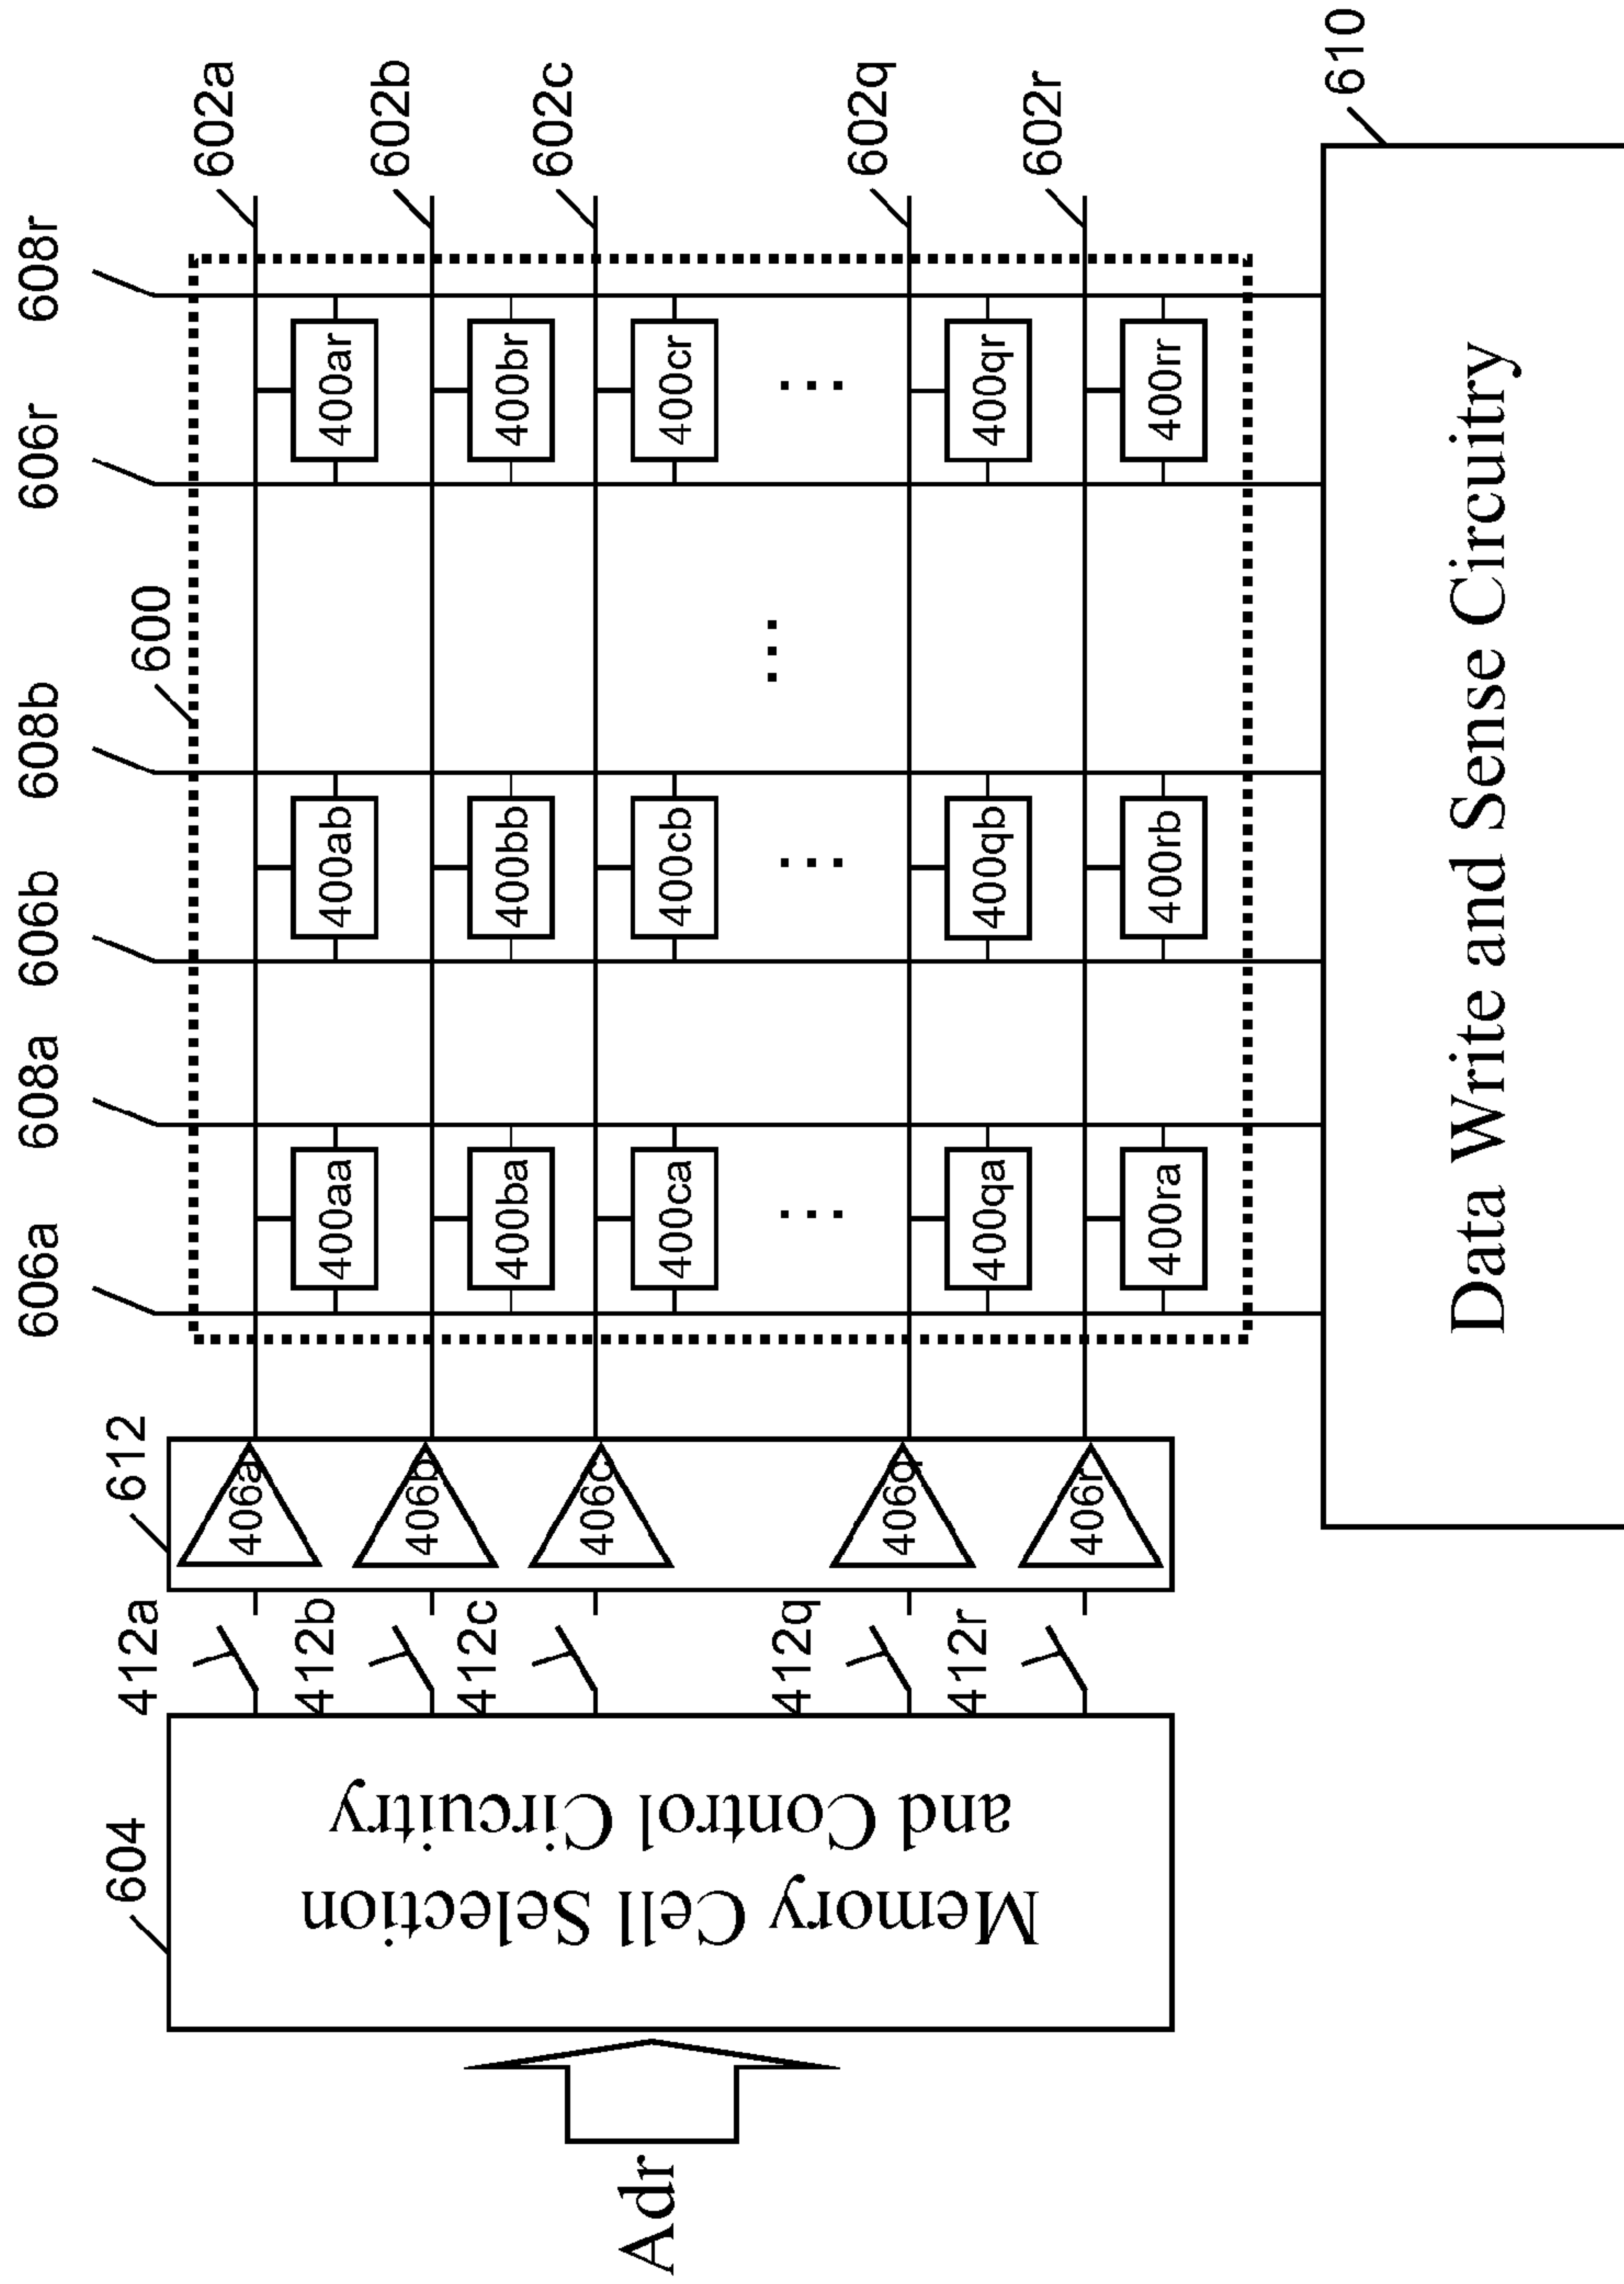 606a 608a 606b 608b 606r 608r
604 612 412a 600
406a 602a
400aa 400ab 400ar
412b
406b 602b
400ba 400bb 400br
412c
406c 602c
400ca 400cb 400cr
Adr
Memory Cell Selection
and Control Circuitry
... ... ... ...
412q
406q 602q
400qa 400qb 400qr
412r
406r 602r
400ra 400rb 400rr
610
Data Write and Sense Circuitry